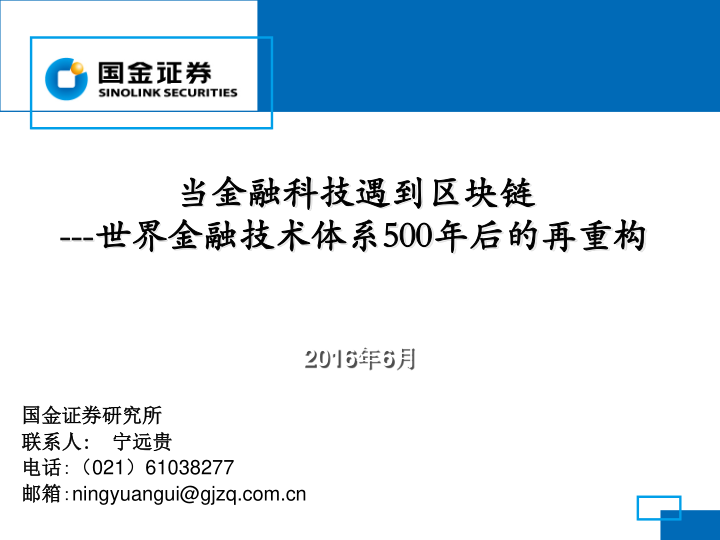 国金证券
SINOLINK SECURITIES
当金融科技遇到区块链
---世界金融技术体系500年后的再重构
2016年6月
国金证券研究所
联系人： 宁远贵
电话:（021）61038277
邮箱:ningyuangui@gjzq.com.cn